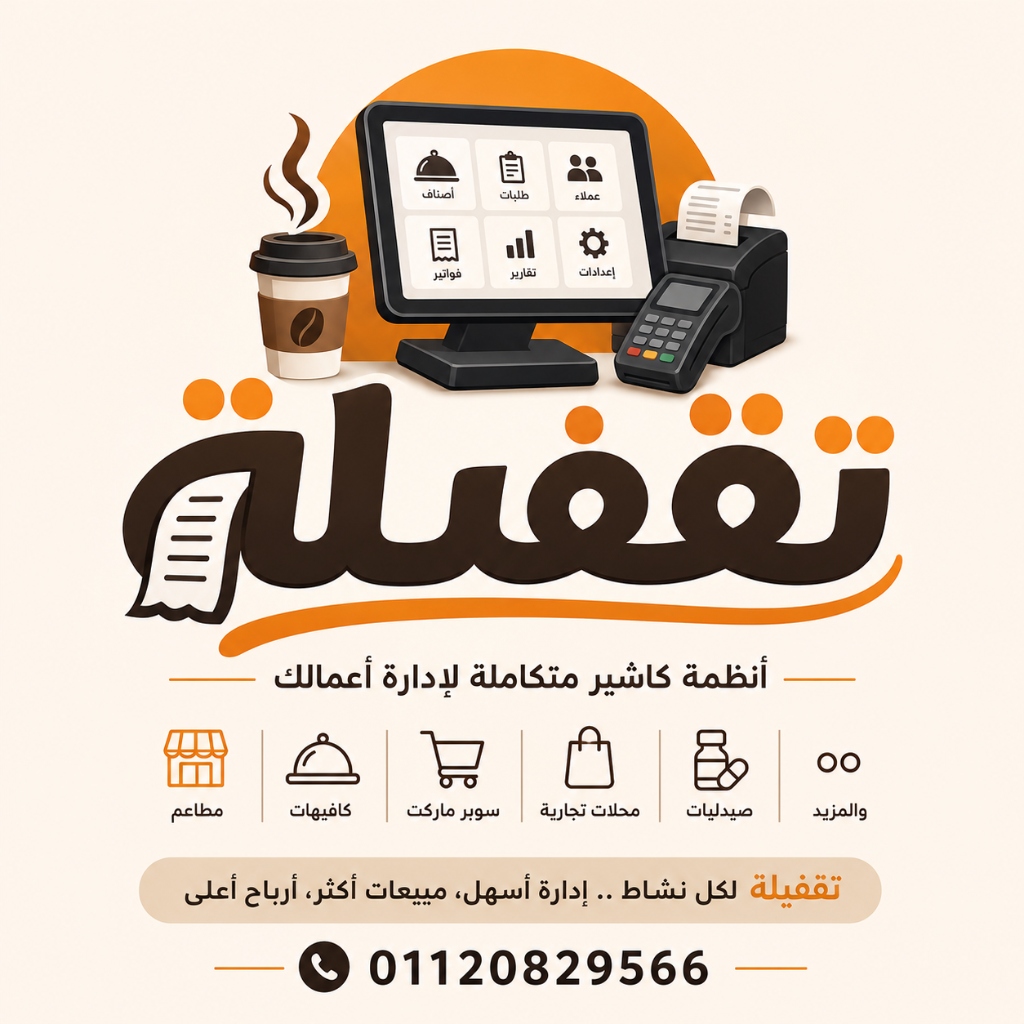 عملاء طلبات أصناف
إعدادات تقارير فواتير
تقفيلة
أنظمة كاشير متكاملة لإدارة أعمالك
والمزيد صيدليات محلات تجارية سوبر ماركت كافيهات مطاعم
تقفيلة لكل نشاط .. إدارة أسهل، مبيعات أكثر، أرباح أعلى
01120829566